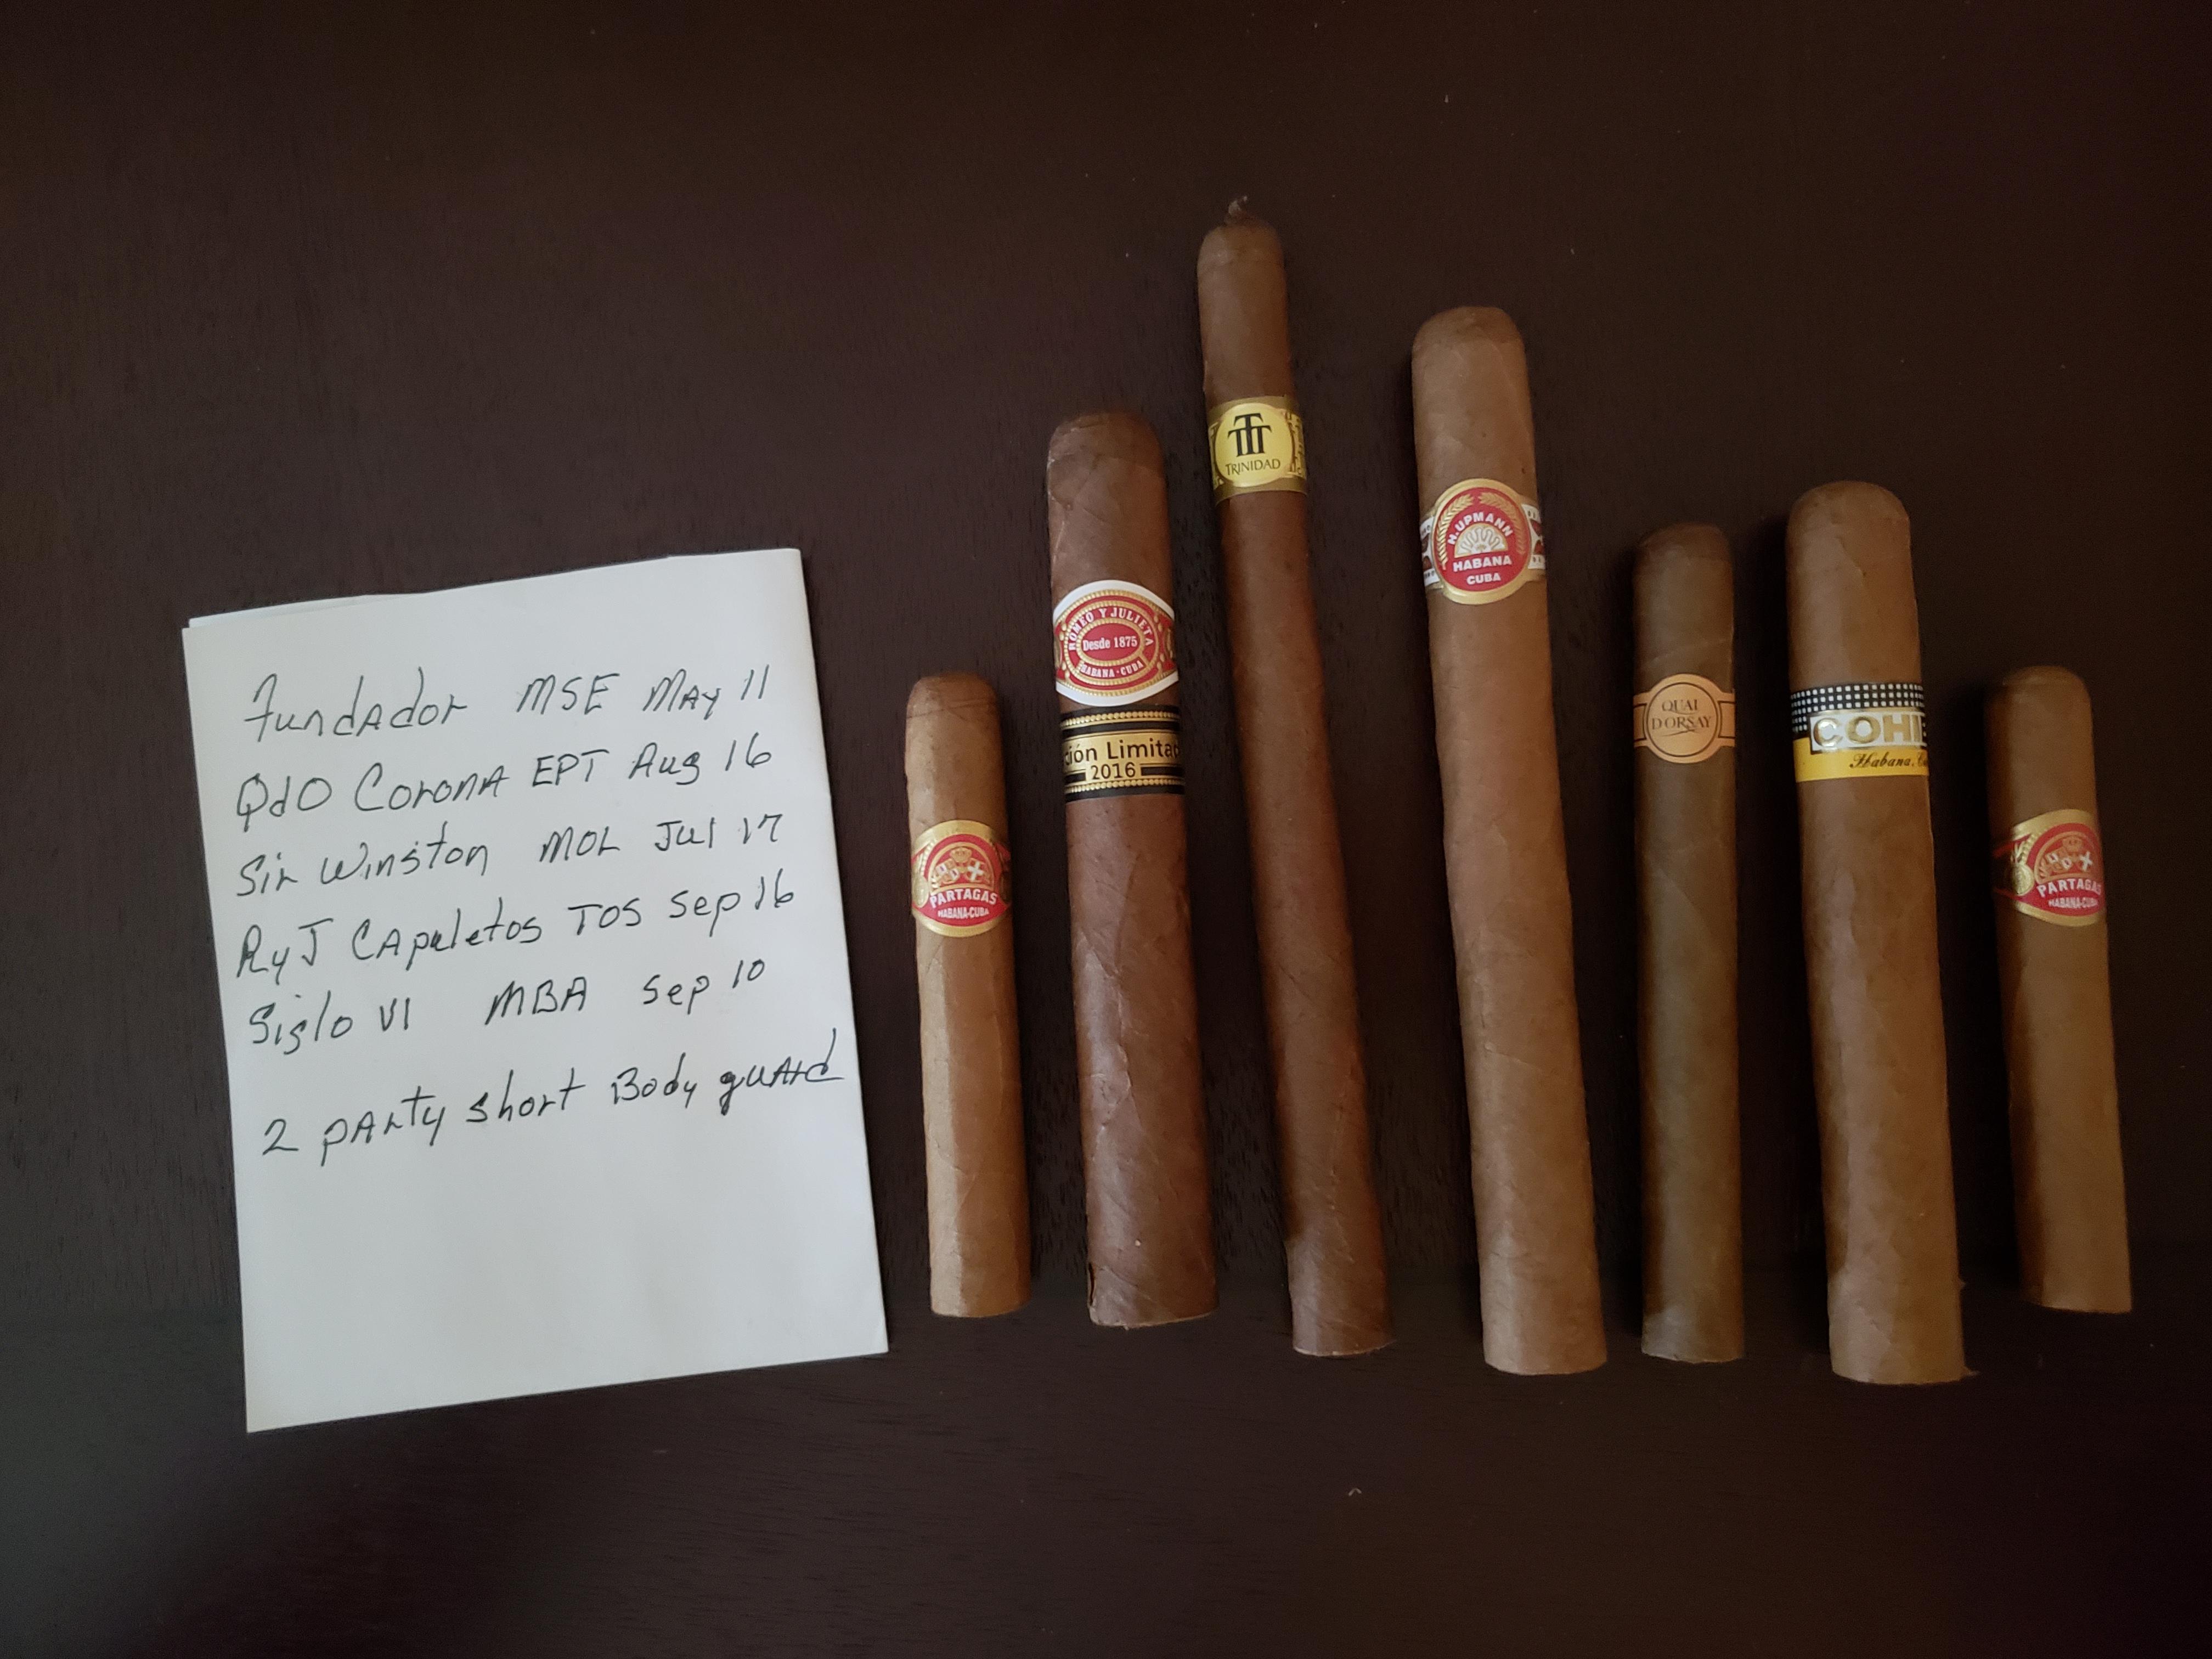 Fundador MSE May 11
QdO Corona EPT Aug 16
Sir Winston MOL Jul 17
RyJ Capuletos TOS Sep 16
Siglo VI MBA Sep 10
2 party short Body guard
PARTAGAS
HABANA-CUBA
ROMEO Y JULIETA
Desde 1875
HABANA-CUBA
ción Limitad
2016
TTT
TRINIDAD
H. UPMANN
HABANA
CUBA
QUAI
D'ORSAY
COHI
Habana,
PARTAGAS
HABANA-CUBA